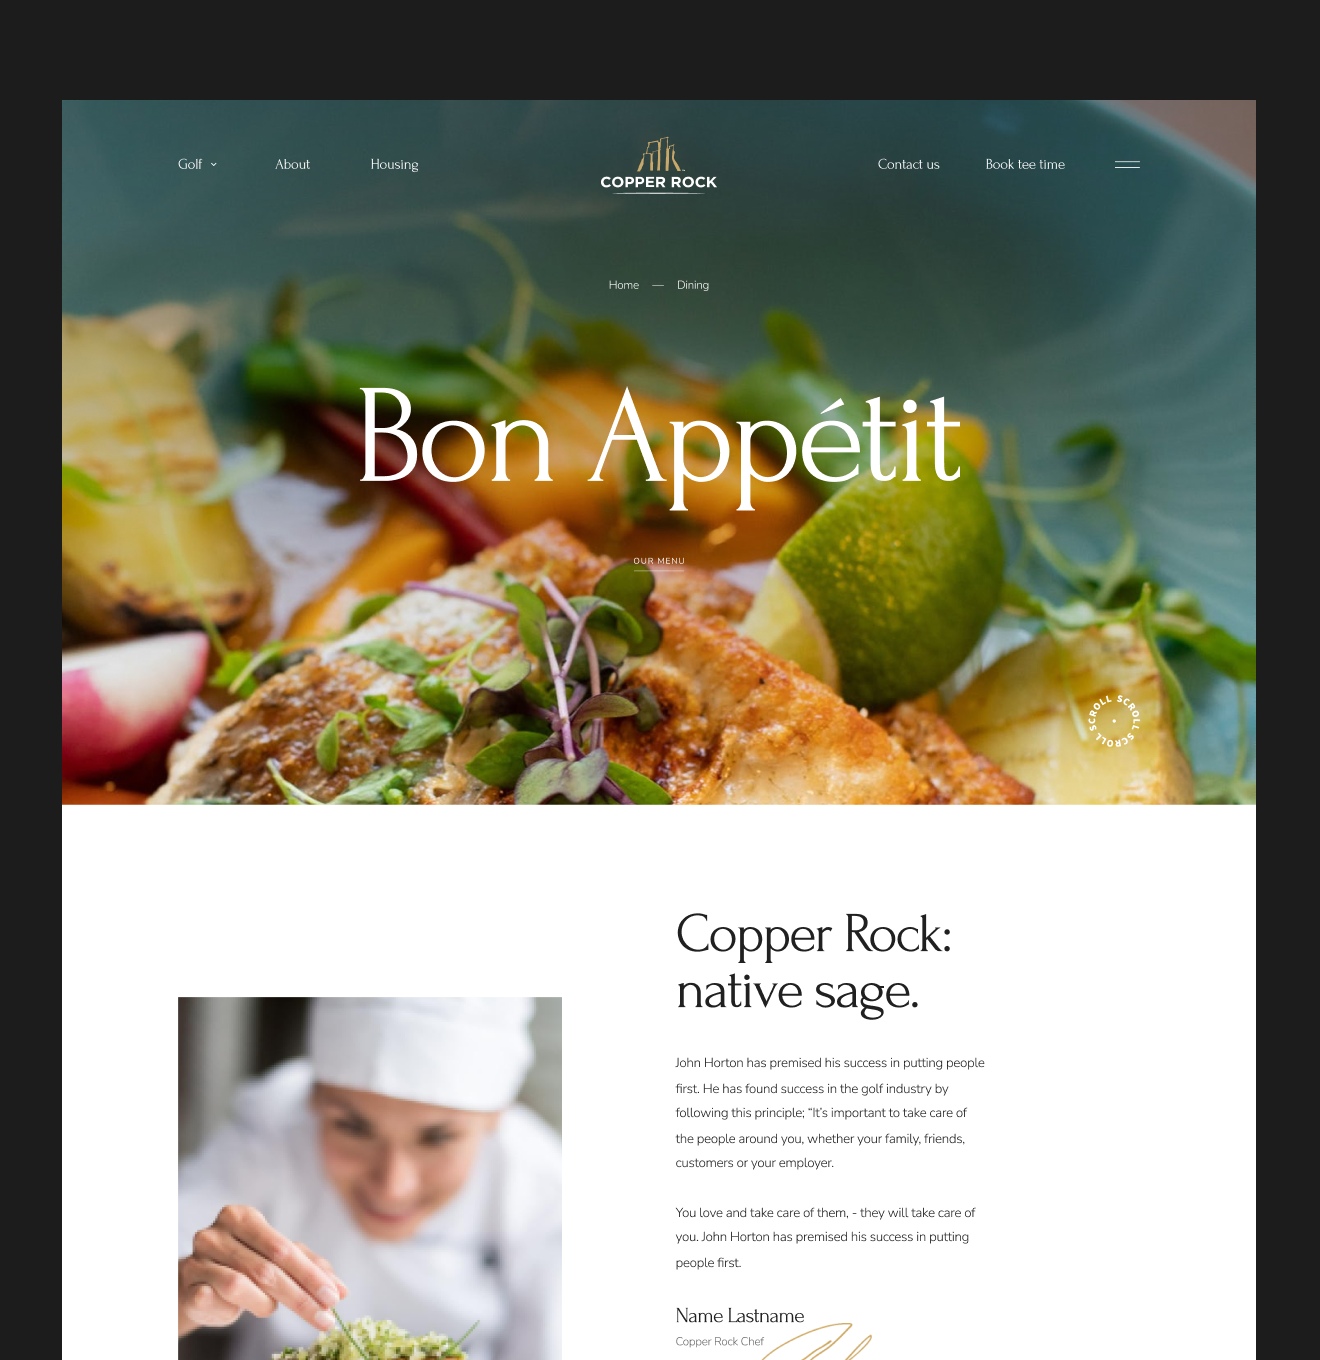 Golf
About
Housing
COPPER ROCK
Contact us
Book tee time
Home — Dining
Bon Appétit
OUR MENU
SCROLL SCROLL SCROLL SCROLL
Copper Rock:
native sage.
John Horton has premised his success in putting people
first. He has found success in the golf industry by
following this principle; “It’s important to take care of
the people around you, whether your family, friends,
customers or your employer.
You love and take care of them, - they will take care of
you. John Horton has premised his success in putting
people first.
Name Lastname
Copper Rock Chef